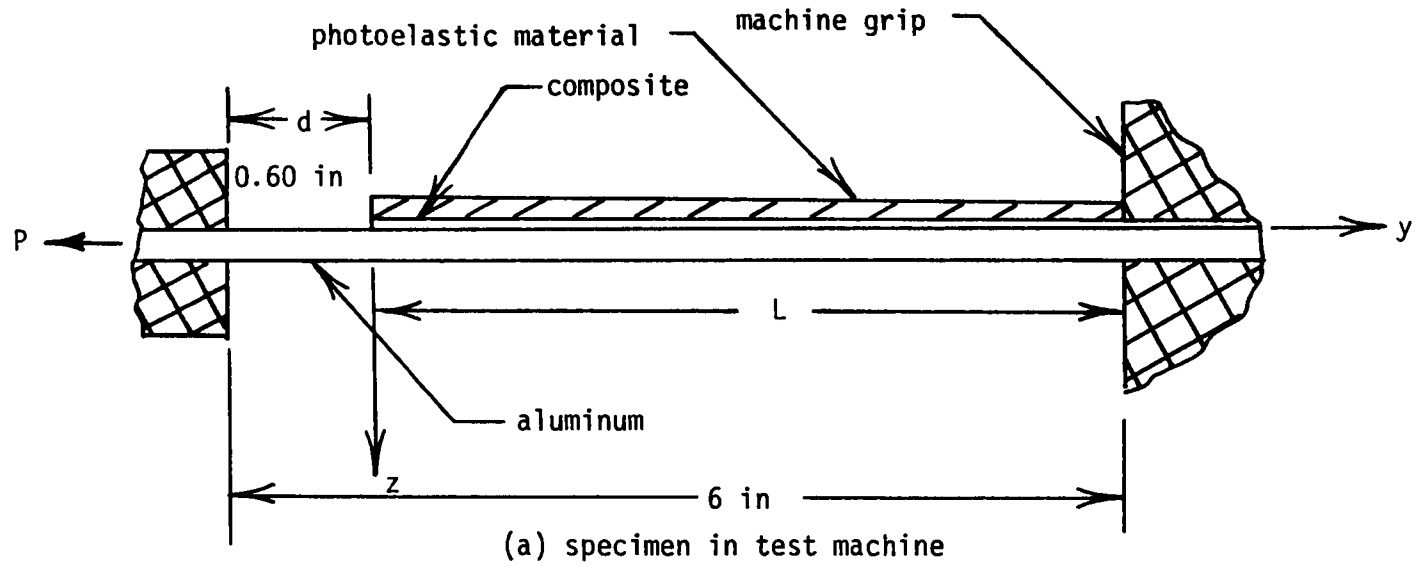 machine grip
photoelastic material
composite
d
0.60 in
P
y
L
aluminum
z
6 in
(a) specimen in test machine